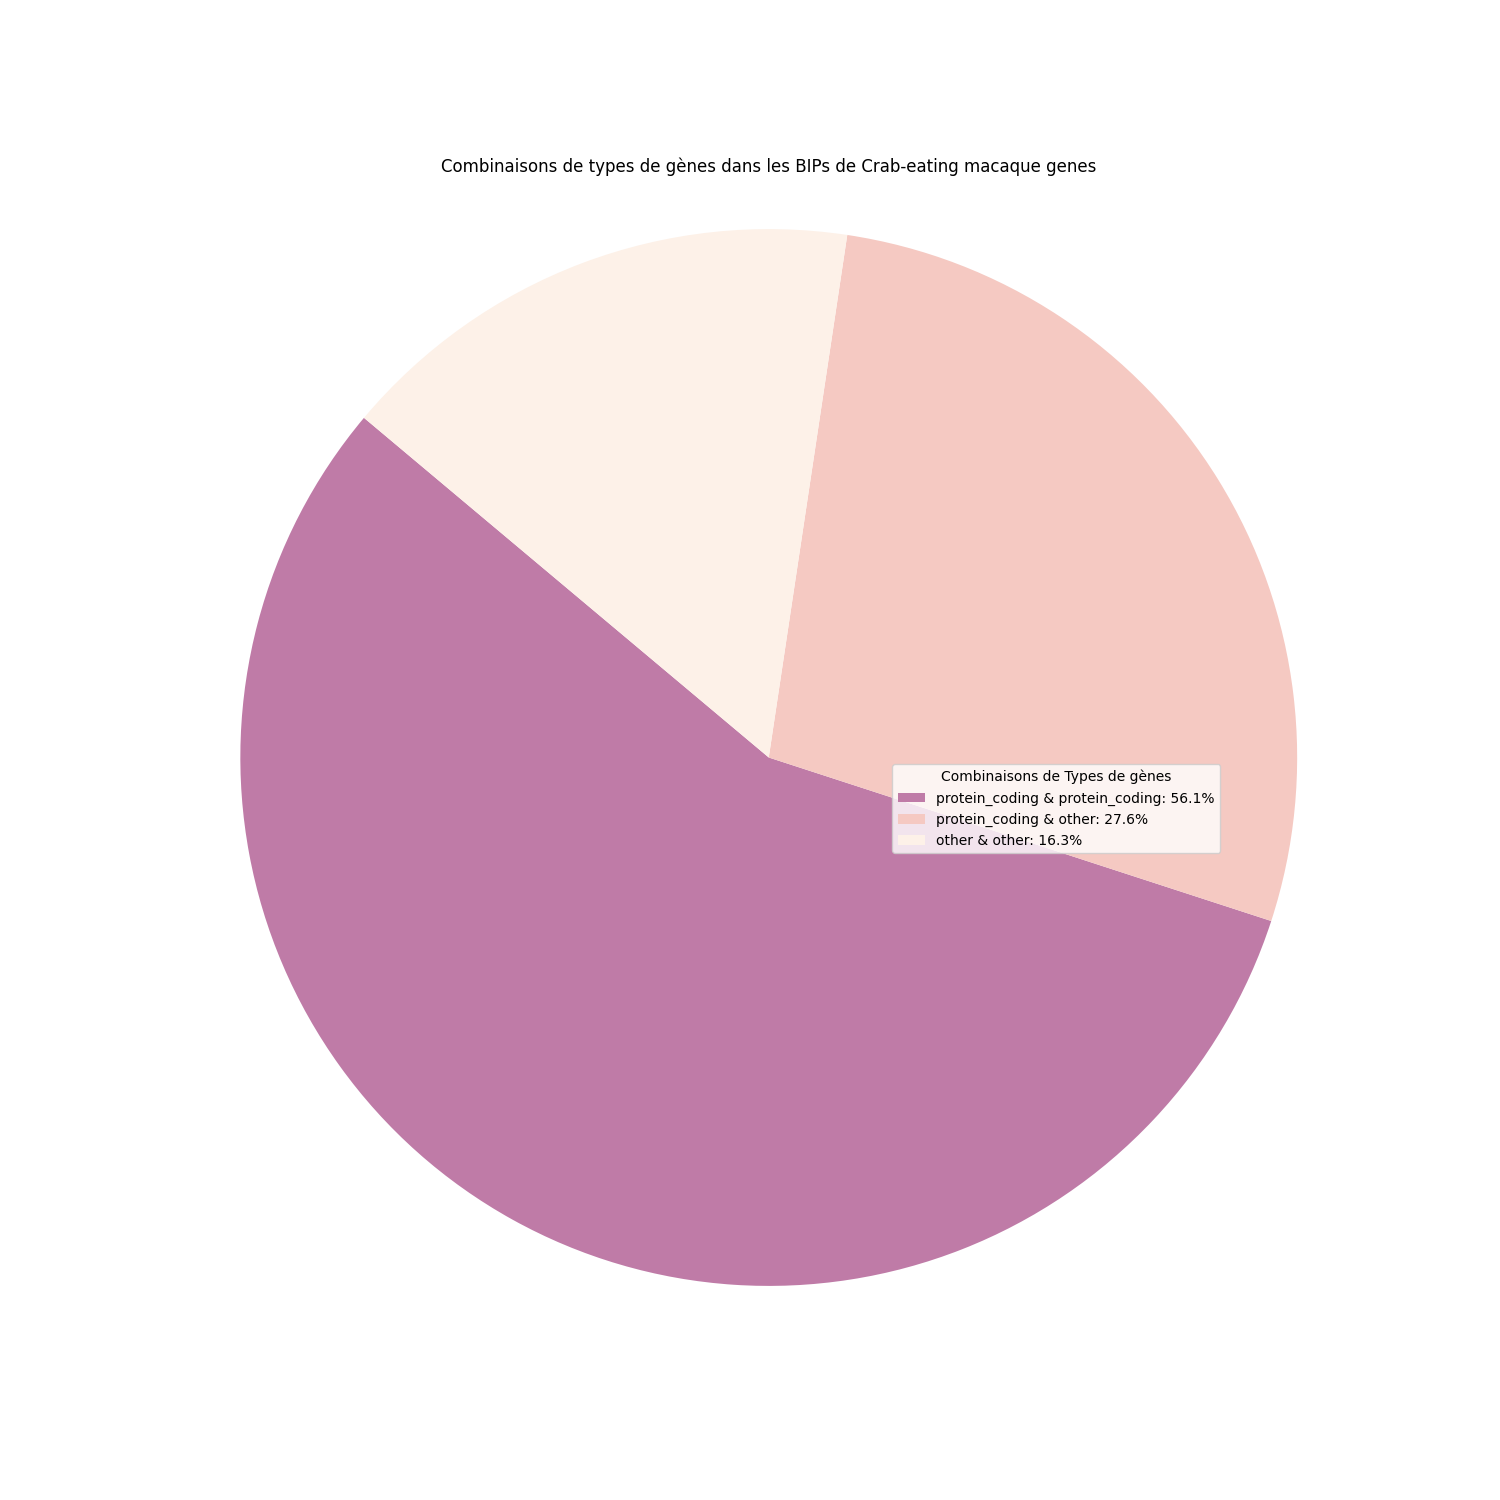 Combinaisons de types de gènes dans les BIPs de Crab-eating macaque genes
Combinaisons de Types de gènes
protein_coding & protein_coding: 56.1%
protein_coding & other: 27.6%
other & other: 16.3%